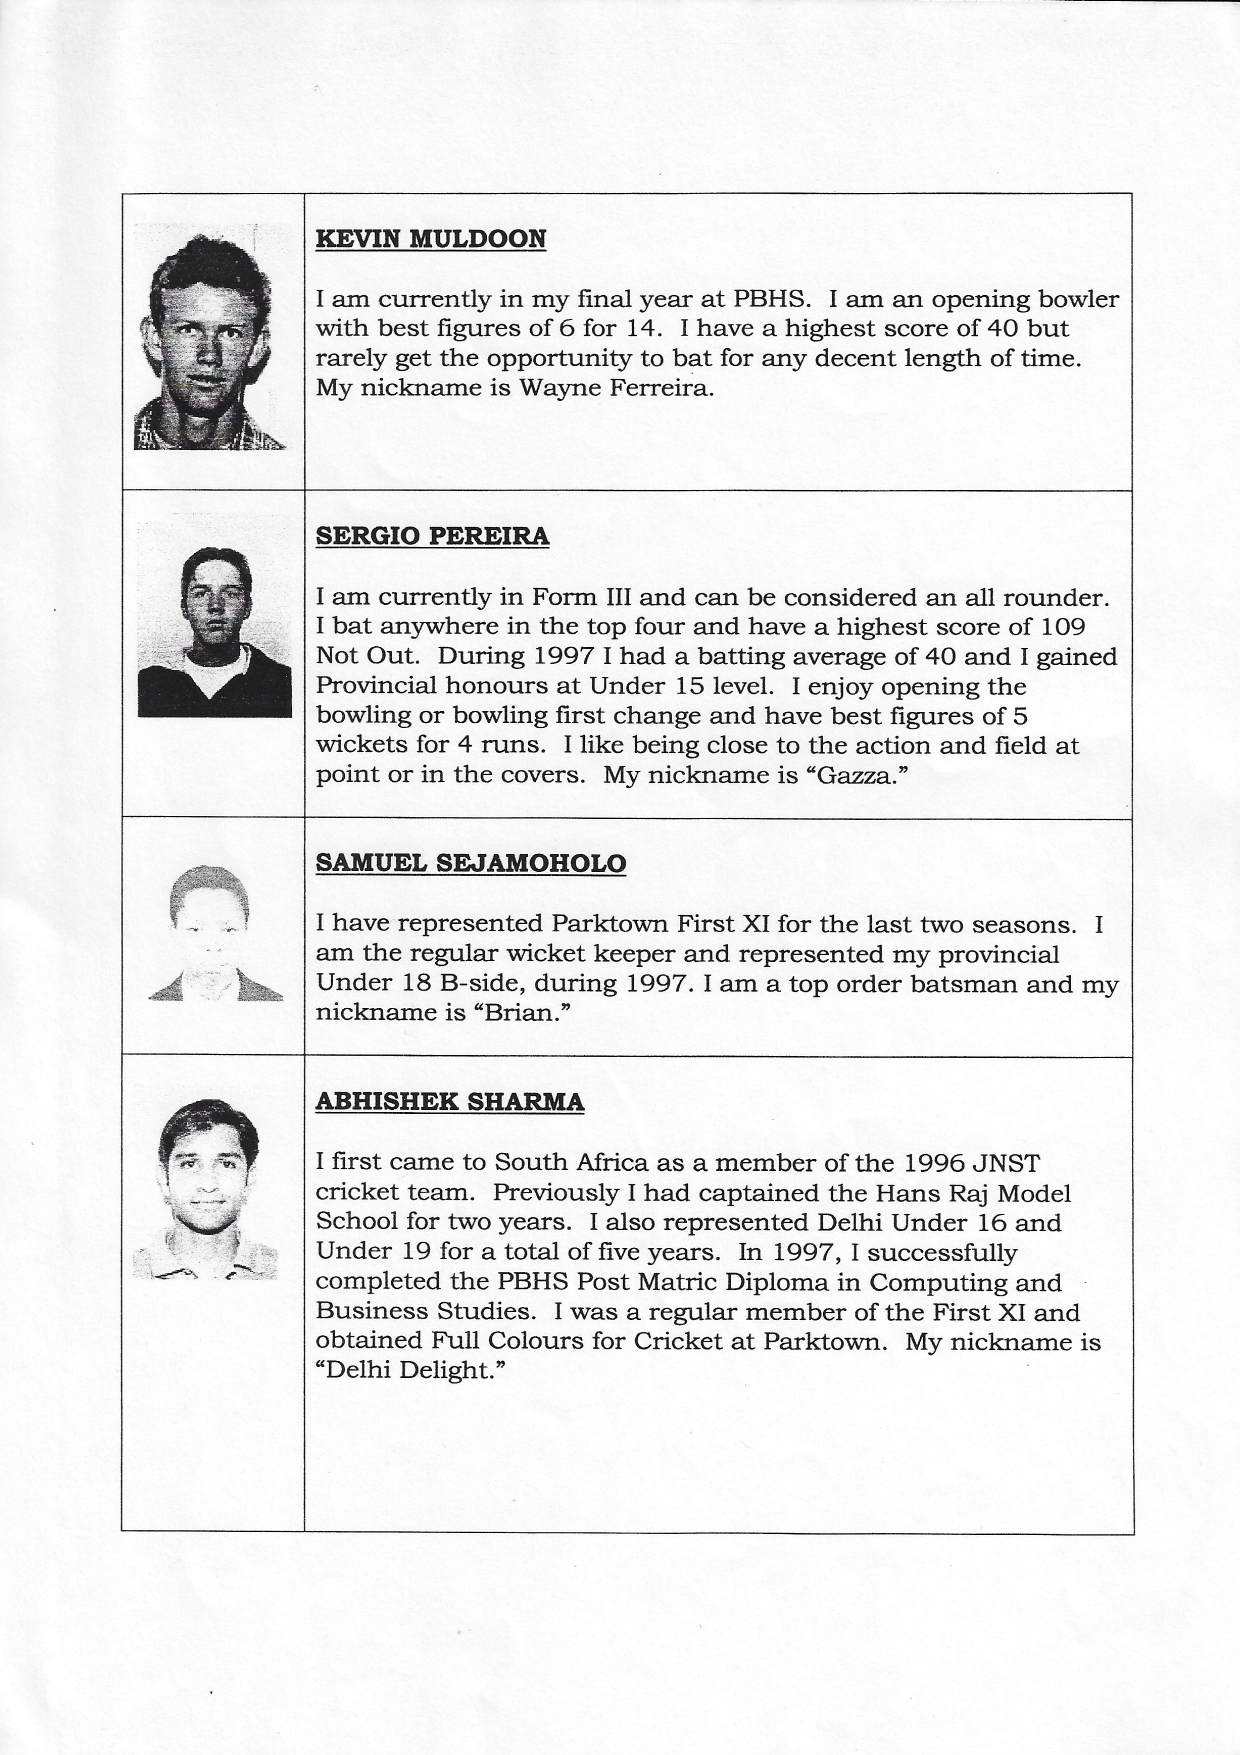 KEVIN MULDOON
I am currently in my final year at PBHS. I am an opening bowler
with best figures of 6 for 14. I have a highest score of 40 but
rarely get the opportunity to bat for any decent length of time.
My nickname is Wayne Ferreira.
SERGIO PEREIRA
I am currently in Form III and can be considered an all rounder.
I bat anywhere in the top four and have a highest score of 109
Not Out. During 1997 I had a batting average of 40 and I gained
Provincial honours at Under 15 level. I enjoy opening the
bowling or bowling first change and have best figures of 5
wickets for 4 runs. I like being close to the action and field at
point or in the covers. My nickname is “Gazza.”
SAMUEL SEJAMOHOLO
I have represented Parktown First XI for the last two seasons. I
am the regular wicket keeper and represented my provincial
Under 18 B-side, during 1997. I am a top order batsman and my
nickname is “Brian.”
ABHISHEK SHARMA
I first came to South Africa as a member of the 1996 JNST
cricket team. Previously I had captained the Hans Raj Model
School for two years. I also represented Delhi Under 16 and
Under 19 for a total of five years. In 1997, I successfully
completed the PBHS Post Matric Diploma in Computing and
Business Studies. I was a regular member of the First XI and
obtained Full Colours for Cricket at Parktown. My nickname is
“Delhi Delight.”